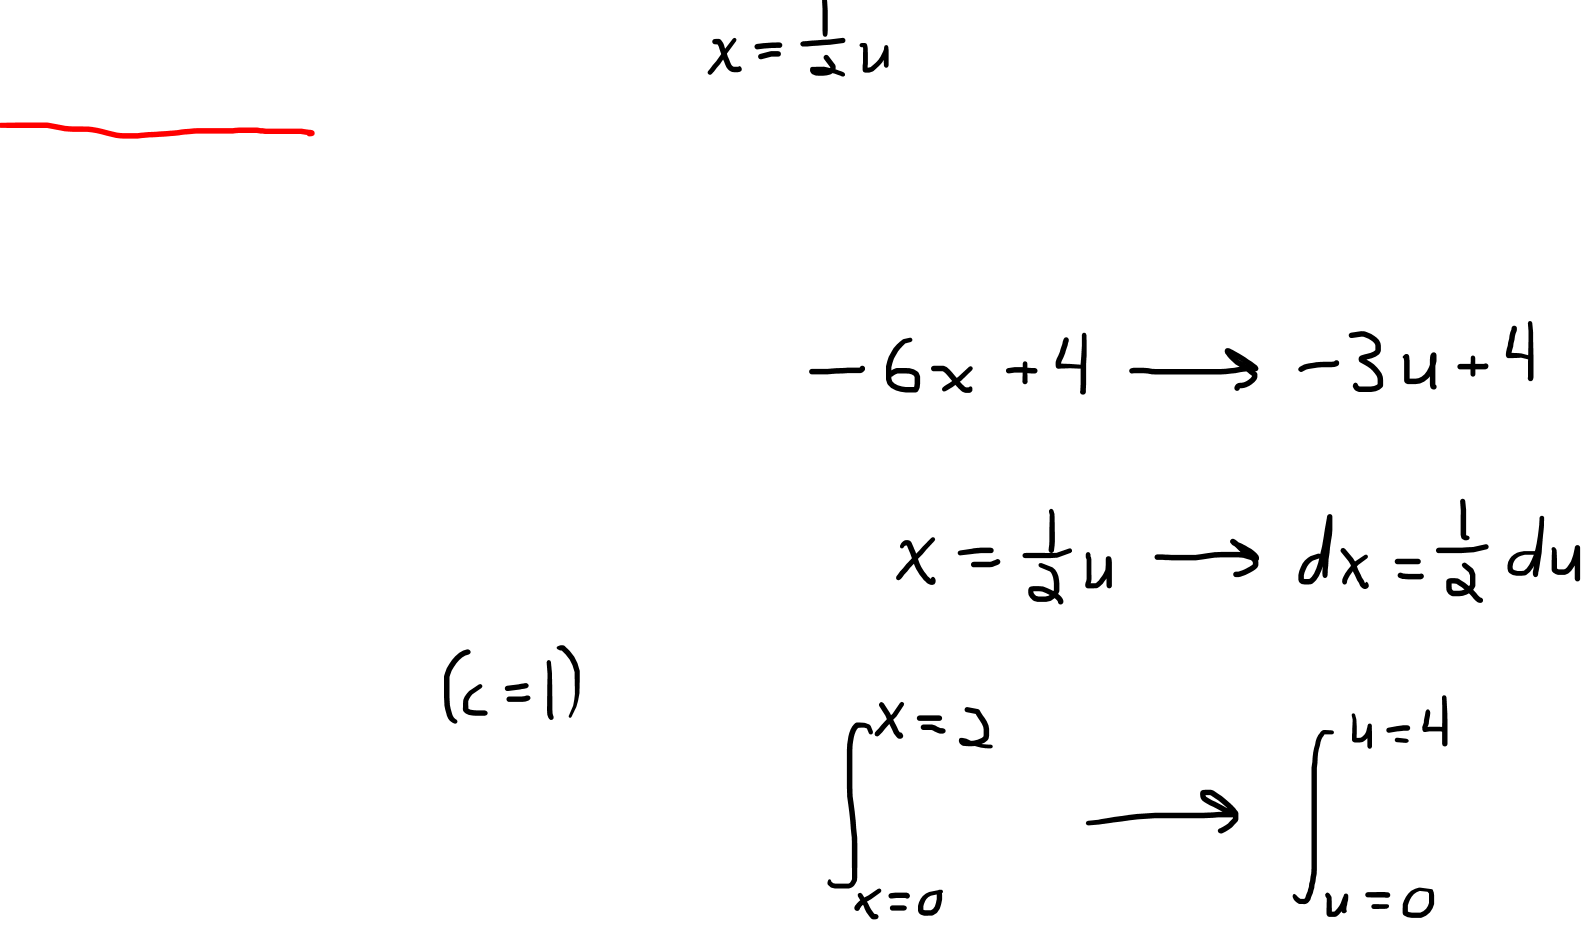 x = 1/2 u
-6x + 4 → -3u + 4
x = 1/2 u → dx = 1/2 du
(c = 1)
∫_{x=0}^{x=2} → ∫_{u=0}^{u=4}